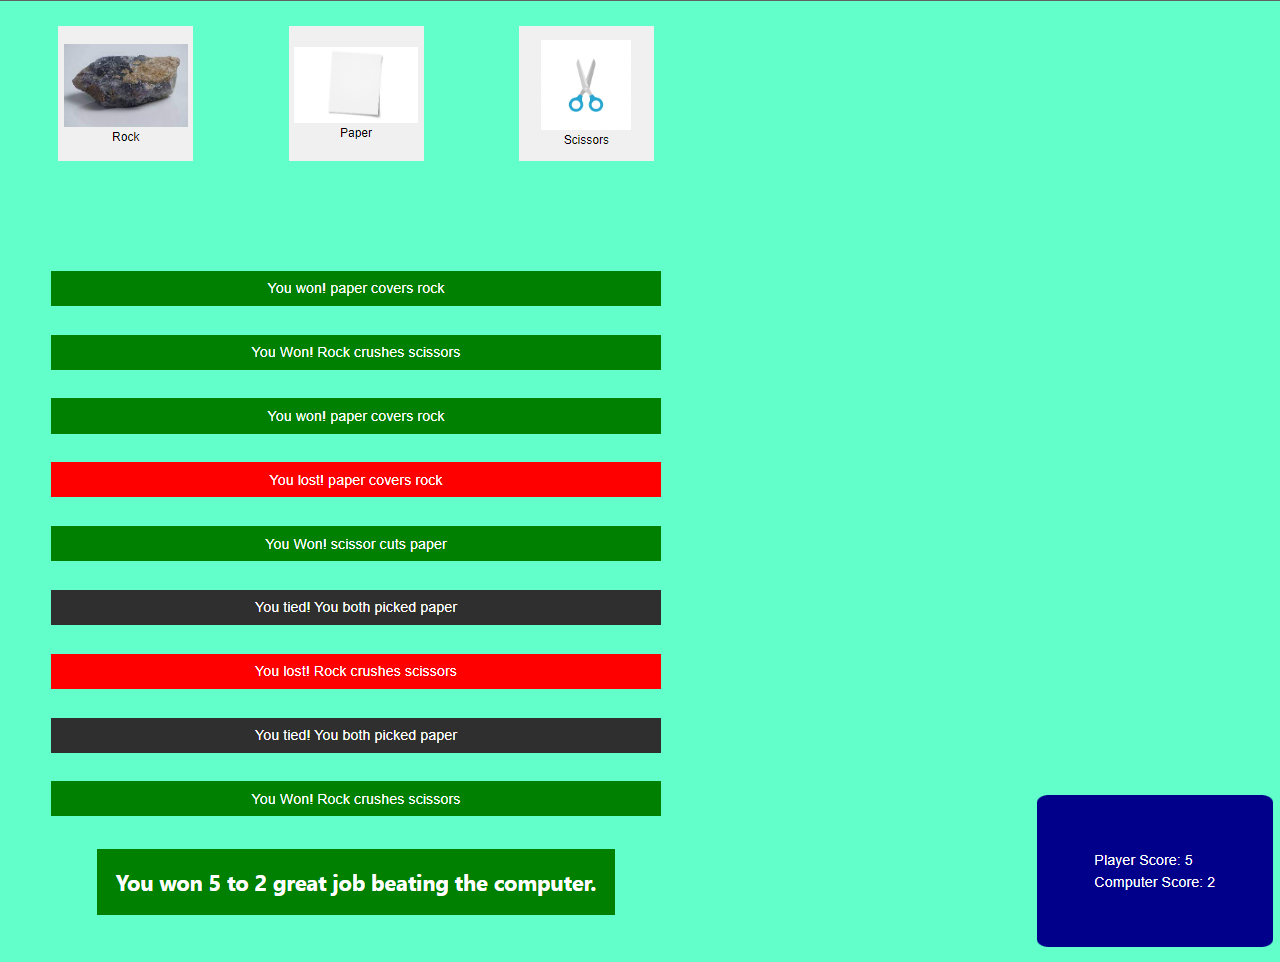 Rock
Paper
Scissors
You won! paper covers rock
You Won! Rock crushes scissors
You won! paper covers rock
You lost! paper covers rock
You Won! scissor cuts paper
You tied! You both picked paper
You lost! Rock crushes scissors
You tied! You both picked paper
You Won! Rock crushes scissors
You won 5 to 2 great job beating the computer.
Player Score: 5
Computer Score: 2